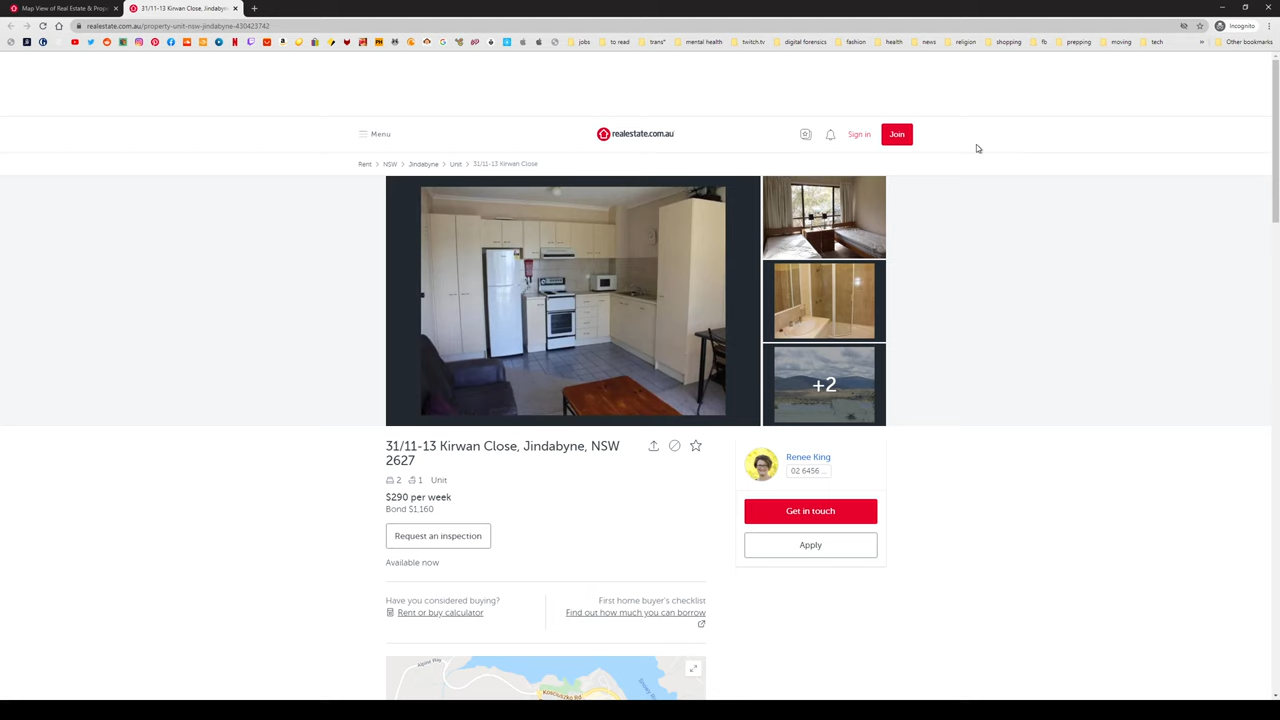 Map View of Real Estate & Prop
31/11-13 Kirwan Close, Jindabyn
realestate.com.au/property-unit-nsw-jindabyne-430423742
Incognito
jobs
to read
trans*
mental health
twitch.tv
digital forensics
fashion
health
news
religion
shopping
fb
prepping
moving
tech
»
Other bookmarks
Menu
realestate.com.au
Sign in
Join
Rent > NSW > Jindabyne > Unit > 31/11-13 Kirwan Close
+2
31/11-13 Kirwan Close, Jindabyne, NSW
2627
2 1 Unit
$290 per week
Bond $1,160
Request an inspection
Available now
Renee King
02 6456 ...
Get in touch
Apply
Have you considered buying?
Rent or buy calculator
First home buyer's checklist
Find out how much you can borrow
Alpine Way
Kosciuszko Rd